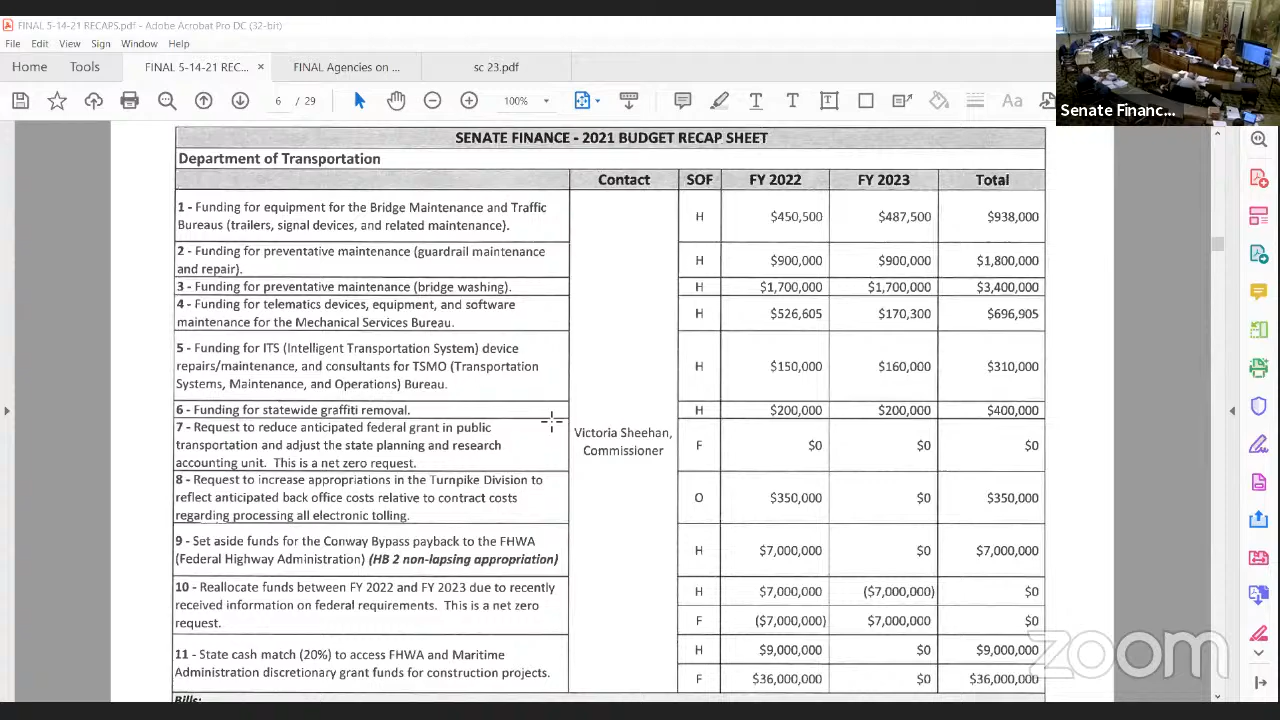 FINAL 5-14-21 RECAPS.pdf - Adobe Acrobat Pro DC (32-bit)
File Edit View Sign Window Help
Home Tools FINAL 5-14-21 REC... × FINAL Agencies on ... sc 23.pdf
/ 29 100%
Senate Financ...
SENATE FINANCE - 2021 BUDGET RECAP SHEET
Department of Transportation
Contact SOF FY 2022 FY 2023 Total
1 - Funding for equipment for the Bridge Maintenance and Traffic
Bureaus (trailers, signal devices, and related maintenance).
H $450,500 $487,500 $938,000
2 - Funding for preventative maintenance (guardrail maintenance
and repair).
H $900,000 $900,000 $1,800,000
3 - Funding for preventative maintenance (bridge washing). H $1,700,000 $1,700,000 $3,400,000
4 - Funding for telematics devices, equipment, and software
maintenance for the Mechanical Services Bureau.
H $526,605 $170,300 $696,905
5 - Funding for ITS (Intelligent Transportation System) device
repairs/maintenance, and consultants for TSMO (Transportation
Systems, Maintenance, and Operations) Bureau.
H $150,000 $160,000 $310,000
6 - Funding for statewide graffiti removal. H $200,000 $200,000 $400,000
7 - Request to reduce anticipated federal grant in public
transportation and adjust the state planning and research
accounting unit. This is a net zero request.
Victoria Sheehan,
Commissioner
F $0 $0 $0
8 - Request to increase appropriations in the Turnpike Division to
reflect anticipated back office costs relative to contract costs
regarding processing all electronic tolling.
O $350,000 $0 $350,000
9 - Set aside funds for the Conway Bypass payback to the FHWA
(Federal Highway Administration) (HB 2 non-lapsing appropriation)
H $7,000,000 $0 $7,000,000
10 - Reallocate funds between FY 2022 and FY 2023 due to recently
received information on federal requirements. This is a net zero
request.
H $7,000,000 ($7,000,000) $0
F ($7,000,000) $7,000,000 $0
11 - State cash match (20%) to access FHWA and Maritime
Administration discretionary grant funds for construction projects.
H $9,000,000 $0 $9,000,000
F $36,000,000 $0 $36,000,000
Bills:
zoom